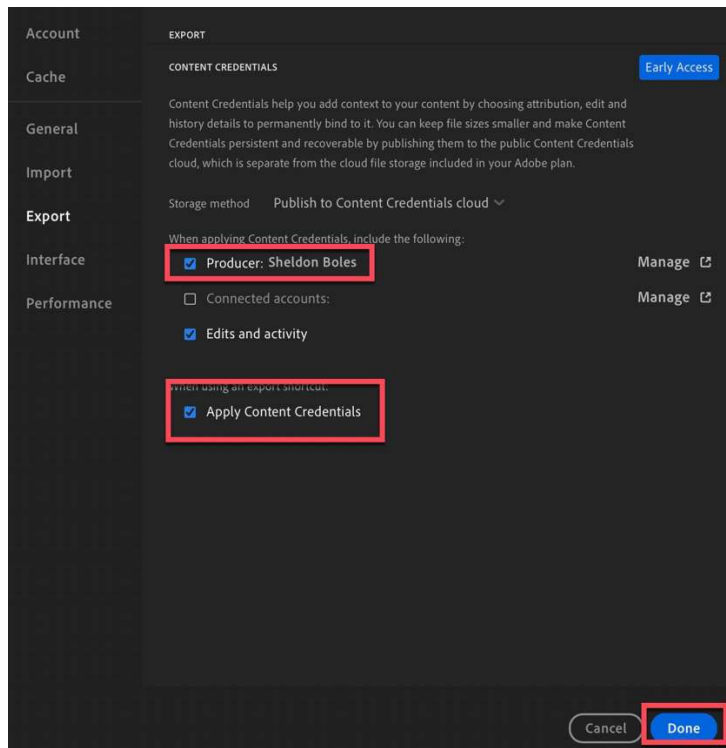 Account
Cache
General
Import
Export
Interface
Performance
EXPORT
CONTENT CREDENTIALS
Early Access
Content Credentials help you add context to your content by choosing attribution, edit and
history details to permanently bind to it. You can keep file sizes smaller and make Content
Credentials persistent and recoverable by publishing them to the public Content Credentials
cloud, which is separate from the cloud file storage included in your Adobe plan.
Storage method Publish to Content Credentials cloud
When applying Content Credentials, include the following:
Producer: Sheldon Boles Manage
Connected accounts: Manage
Edits and activity
When using an export shortcut:
Apply Content Credentials
Cancel Done